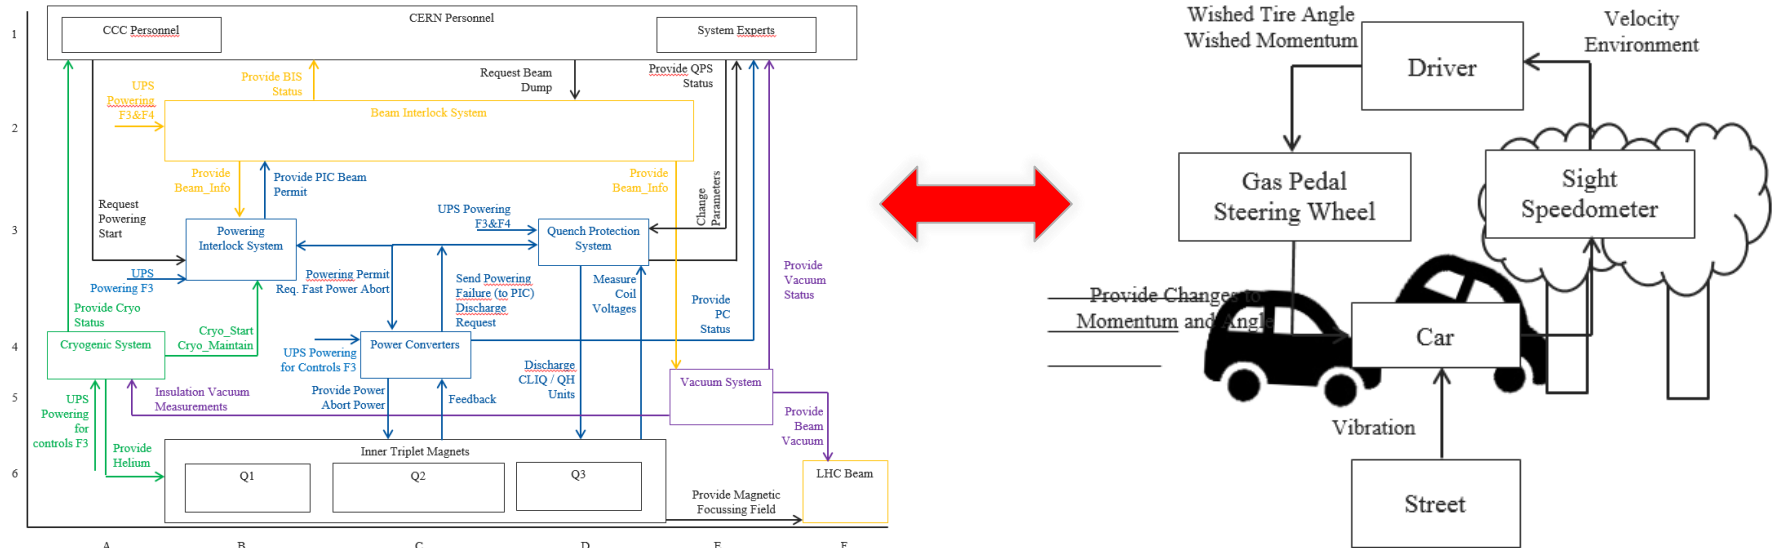 CERN Personnel
CCC Personnel
System Experts
1
Provide BIS
Status
Request Beam
Dump
Provide QPS
Status
UPS
Powering
F3&F4
Beam Interlock System
2
Provide
Beam_Info
Provide PIC Beam
Permit
Provide
Beam_Info
Change
Parameters
Request
Powering
Start
UPS Powering
F3&F4
3
Powering
Interlock System
Quench Protection
System
UPS
Powering F3
Powering Permit
Req. Fast Power Abort
Send Powering
Failure (to PIC)
Discharge
Request
Measure
Coil
Voltages
Provide
Vacuum
Status
Provide
PC
Status
Provide Cryo
Status
Cryo_Start
Cryo_Maintain
4
Cryogenic System
UPS Powering
for Controls F3
Power Converters
Discharge
CLIQ / QH
Units
Vacuum System
5
UPS
Powering
for
controls F3
Insulation Vacuum
Measurements
Provide Power
Abort Power
Feedback
Provide
Beam
Vacuum
Provide
Helium
Inner Triplet Magnets
6
Q1
Q2
Q3
LHC Beam
Provide Magnetic
Focussing Field
A
B
C
D
E
F
Wished Tire Angle
Wished Momentum
Velocity
Environment
Driver
Gas Pedal
Steering Wheel
Sight
Speedometer
Provide Changes to
Momentum and Angle
Car
Vibration
Street